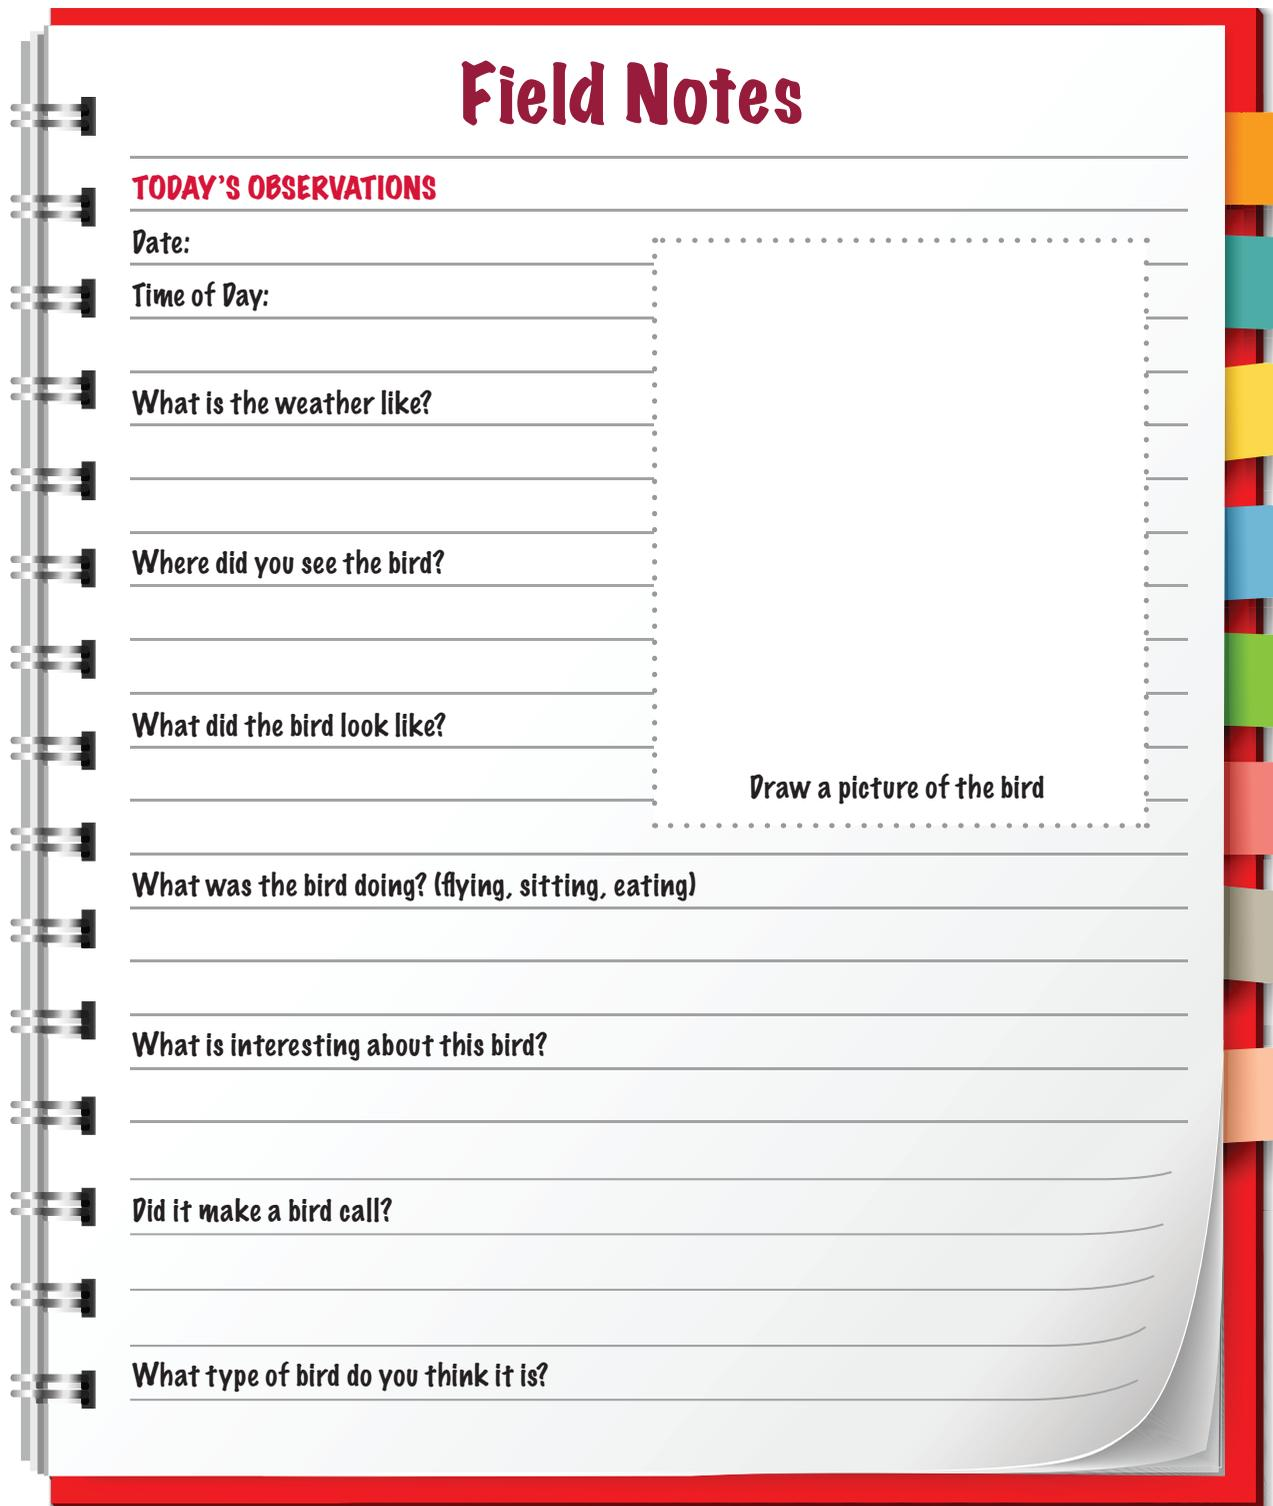 Field Notes
TODAY'S OBSERVATIONS
Date:
Time of Day:
What is the weather like?
Where did you see the bird?
What did the bird look like?
Draw a picture of the bird
What was the bird doing? (flying, sitting, eating)
What is interesting about this bird?
Did it make a bird call?
What type of bird do you think it is?